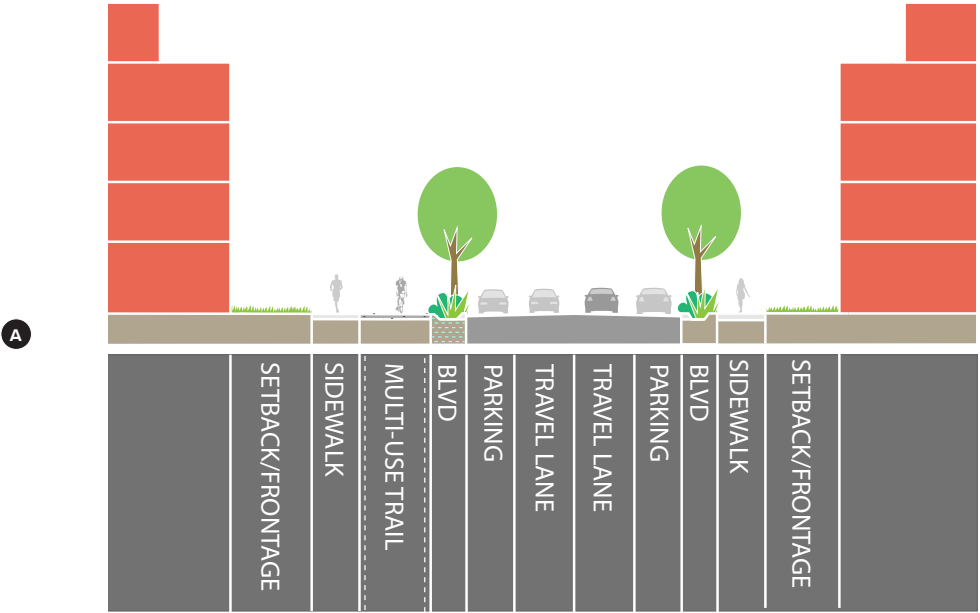 A
SETBACK/FRONTAGE
SIDEWALK
MULTI-USE TRAIL
BLVD
PARKING
TRAVEL LANE
TRAVEL LANE
PARKING
BLVD
SIDEWALK
SETBACK/FRONTAGE